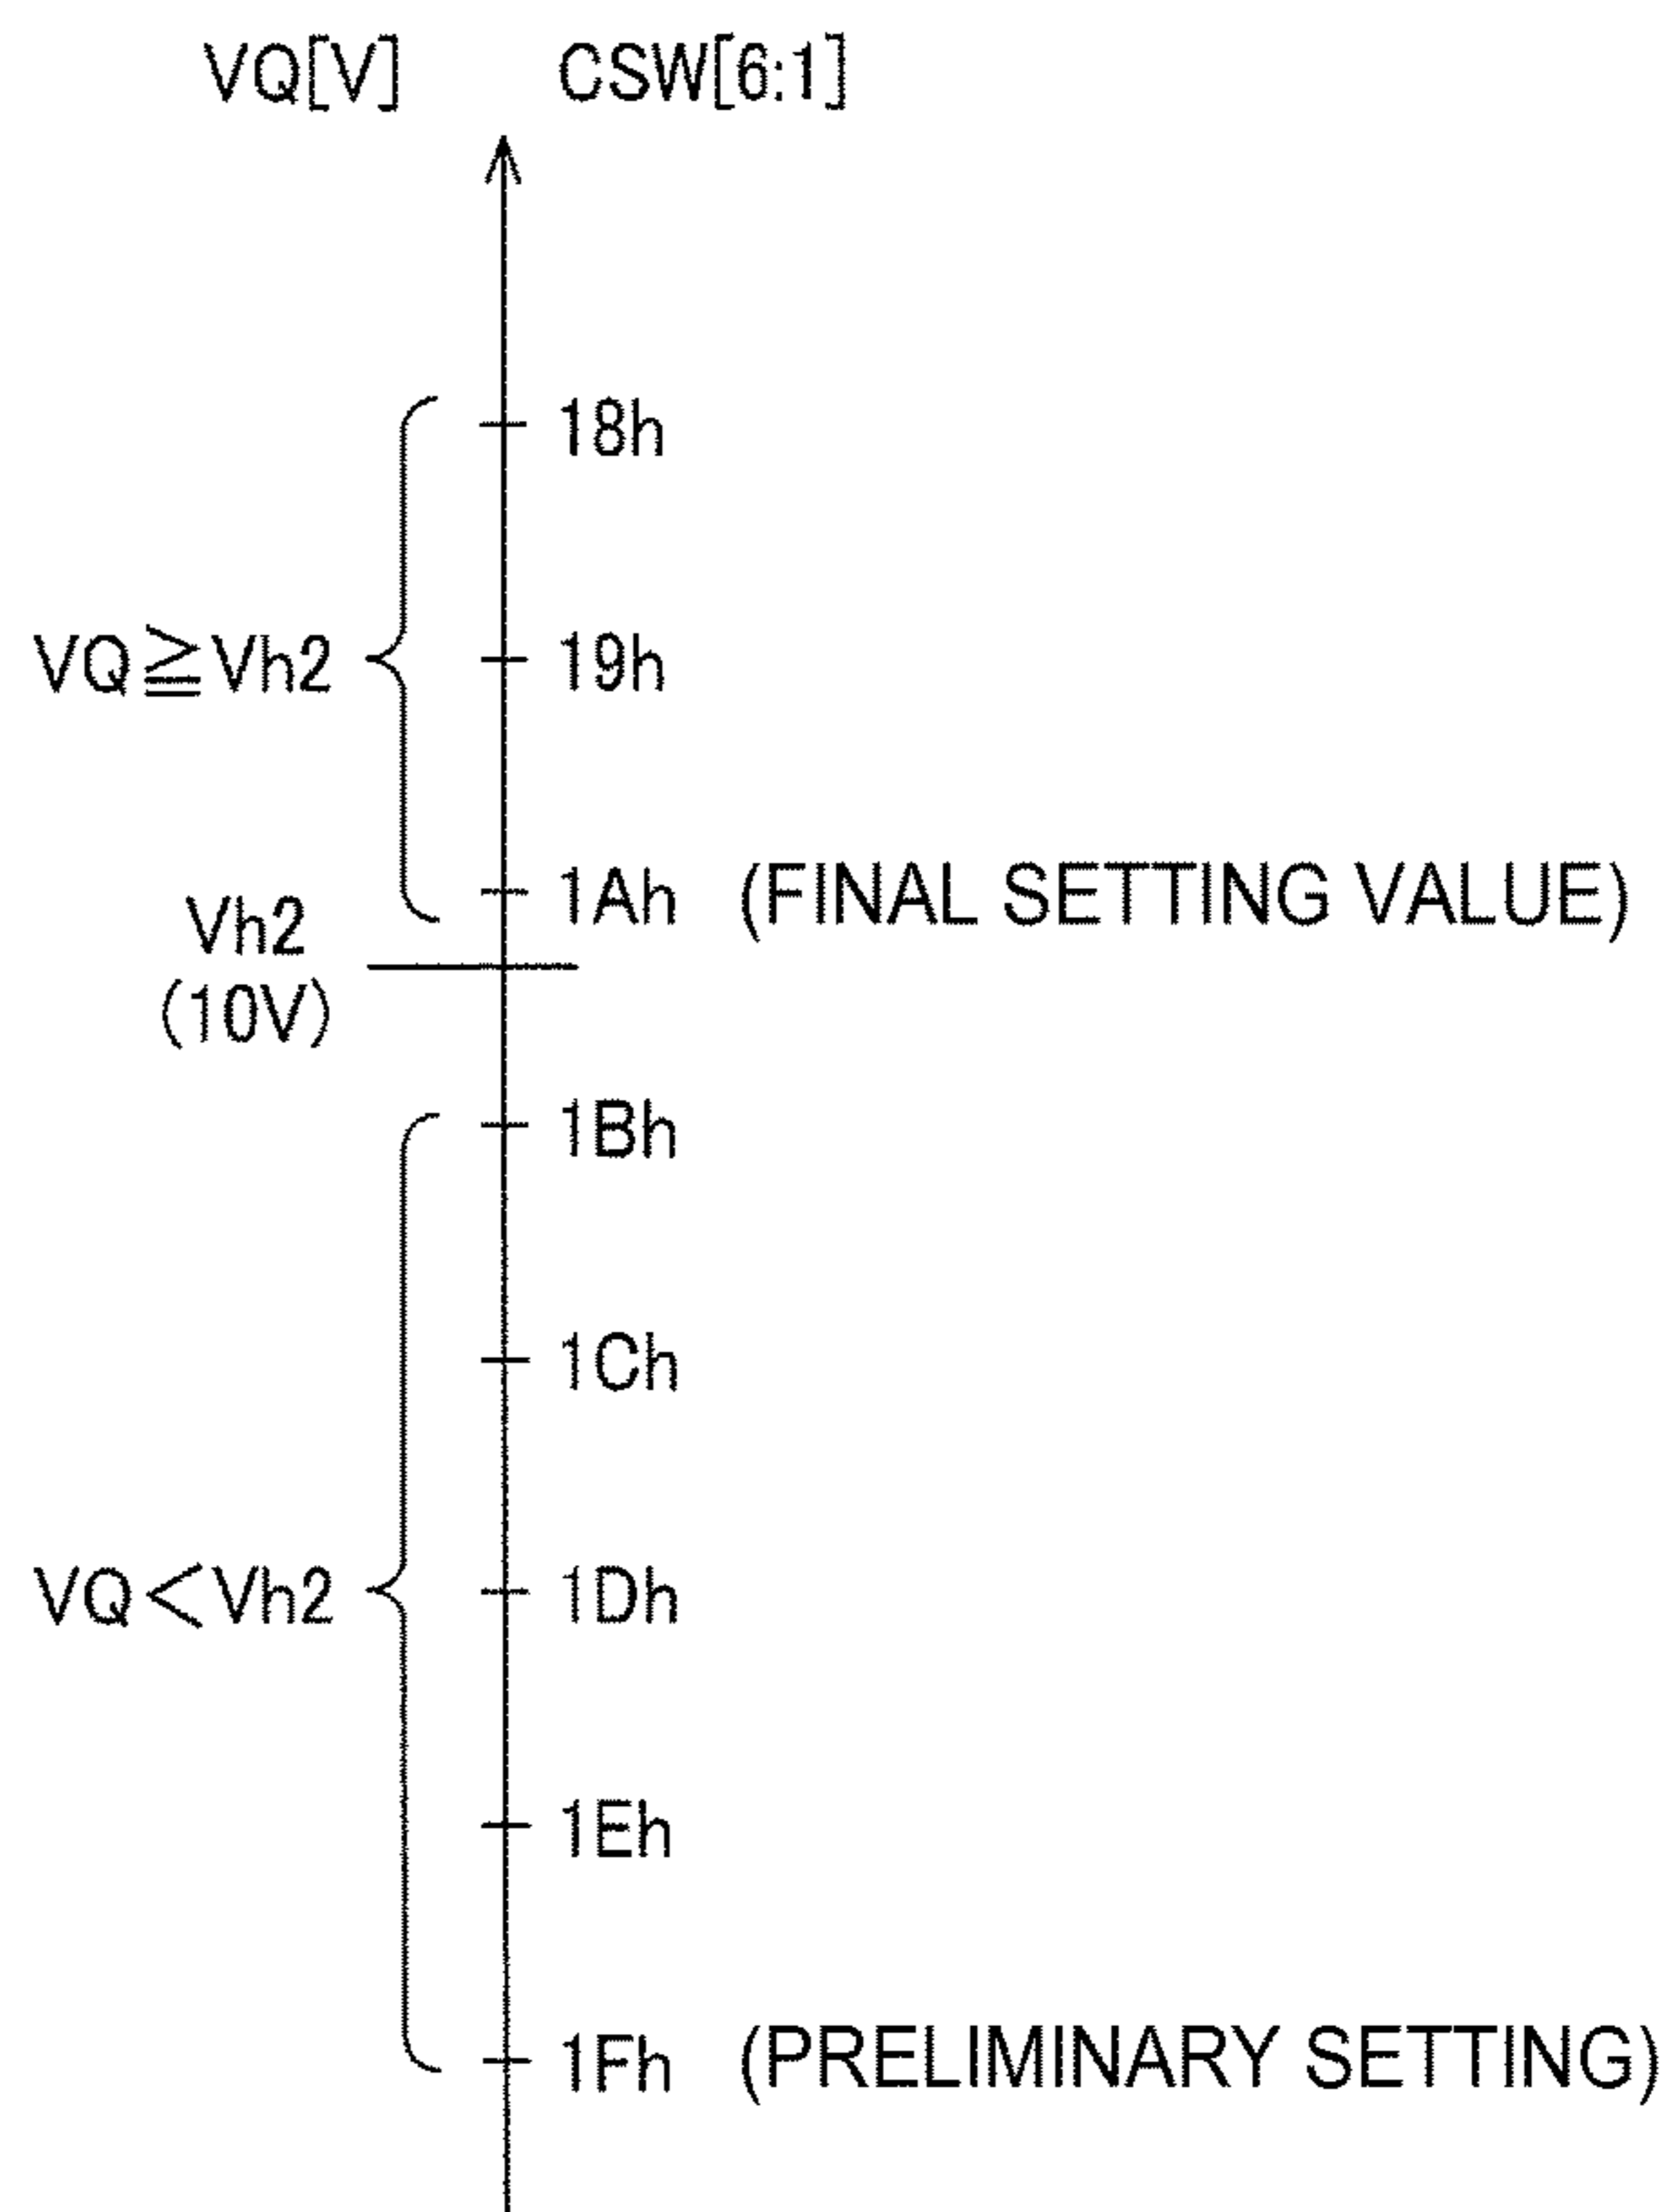 VQ[V] CSW[6:1]
18h
VQ≧Vh2 19h
1Ah (FINAL SETTING VALUE)
Vh2
(10V)
1Bh
1Ch
VQ<Vh2 1Dh
1Eh
1Fh (PRELIMINARY SETTING)